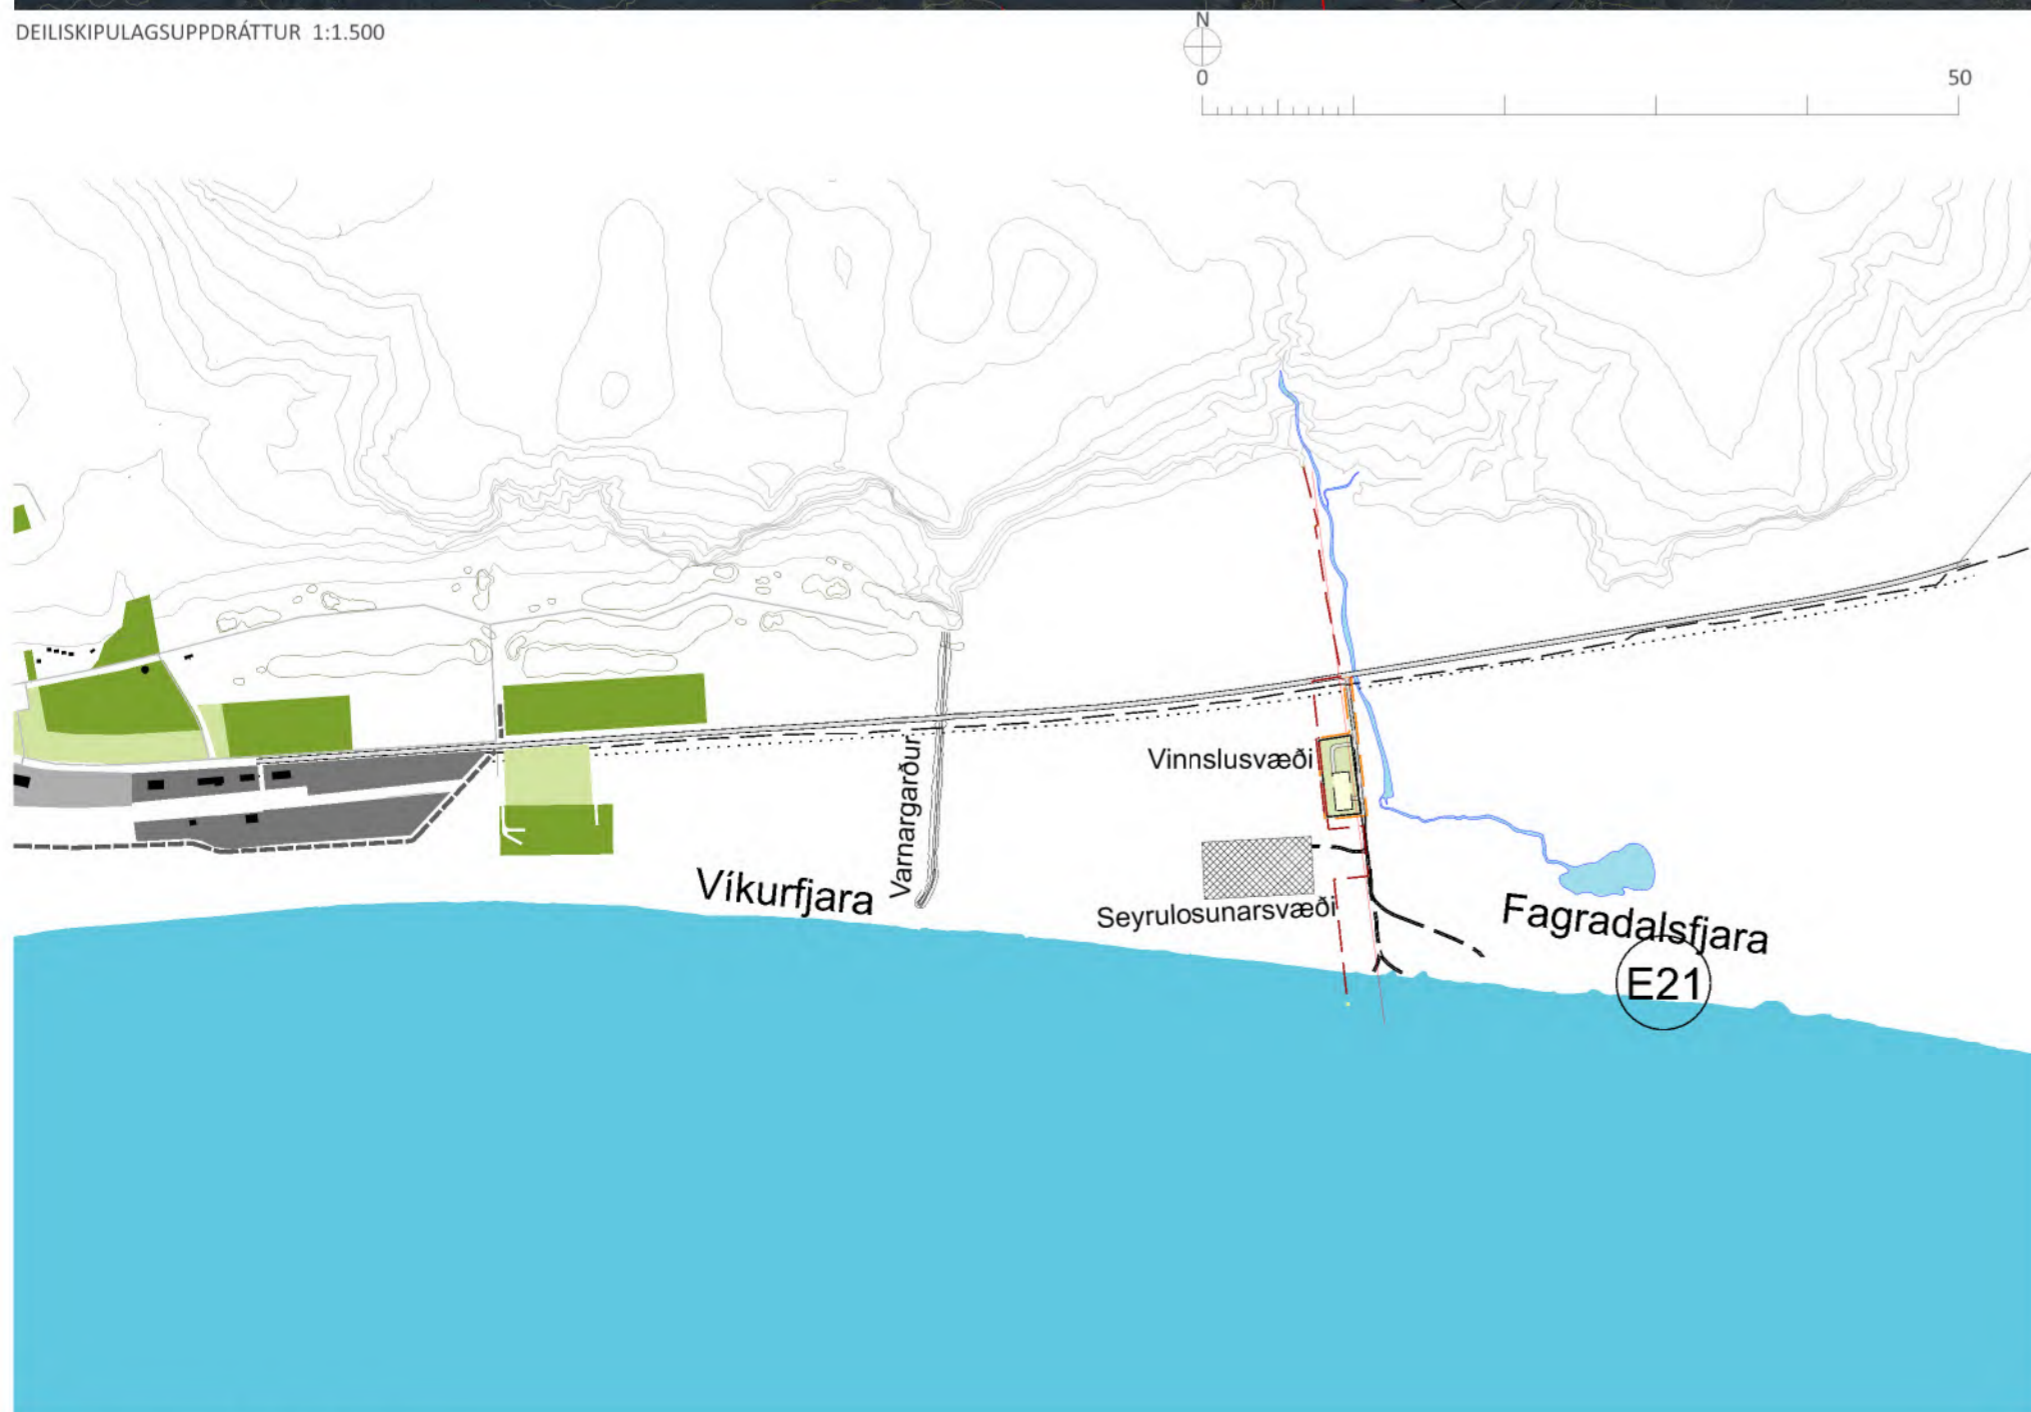 DEILISKIPULAGSUPPDRÁTTUR 1:1.500
N
0
50
Varnargarður
Vinnslusvæði
Víkurfjara
Seyrulosunarsvæði
Fagradalsfjara
E21